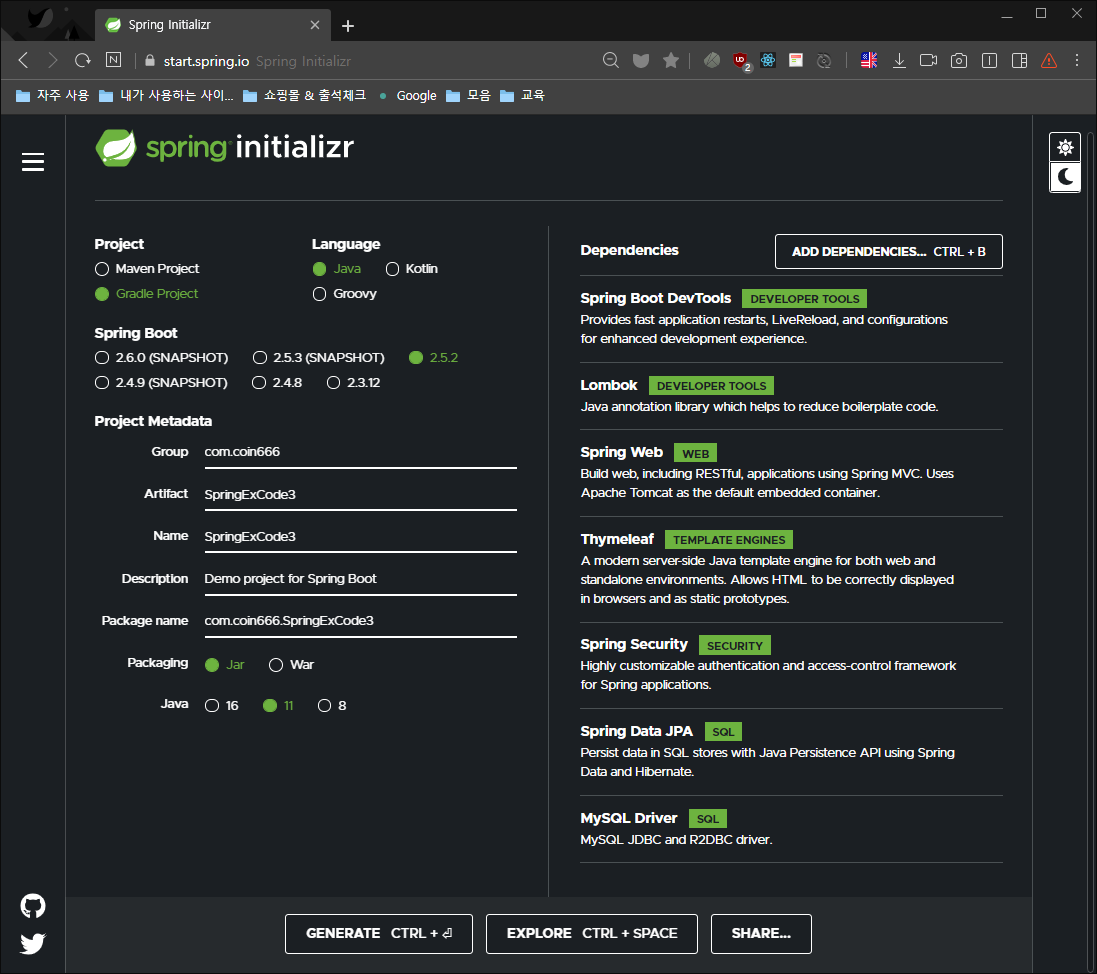 Spring Initializr
start.spring.io Spring Initializr
2
자주 사용 내가 사용하는 사이... 쇼핑몰 & 출석체크 Google 모음 교육
spring initializr
Project
Maven Project
Gradle Project
Language
Java Kotlin
Groovy
Spring Boot
2.6.0 (SNAPSHOT) 2.5.3 (SNAPSHOT) 2.5.2
2.4.9 (SNAPSHOT) 2.4.8 2.3.12
Project Metadata
Group com.coin666
Artifact SpringExCode3
Name SpringExCode3
Description Demo project for Spring Boot
Package name com.coin666.SpringExCode3
Packaging Jar War
Java 16 11 8
Dependencies ADD DEPENDENCIES... CTRL + B
Spring Boot DevTools DEVELOPER TOOLS
Provides fast application restarts, LiveReload, and configurations
for enhanced development experience.
Lombok DEVELOPER TOOLS
Java annotation library which helps to reduce boilerplate code.
Spring Web WEB
Build web, including RESTful, applications using Spring MVC. Uses
Apache Tomcat as the default embedded container.
Thymeleaf TEMPLATE ENGINES
A modern server-side Java template engine for both web and
standalone environments. Allows HTML to be correctly displayed
in browsers and as static prototypes.
Spring Security SECURITY
Highly customizable authentication and access-control framework
for Spring applications.
Spring Data JPA SQL
Persist data in SQL stores with Java Persistence API using Spring
Data and Hibernate.
MySQL Driver SQL
MySQL JDBC and R2DBC driver.
GENERATE CTRL + ⏎ EXPLORE CTRL + SPACE SHARE...